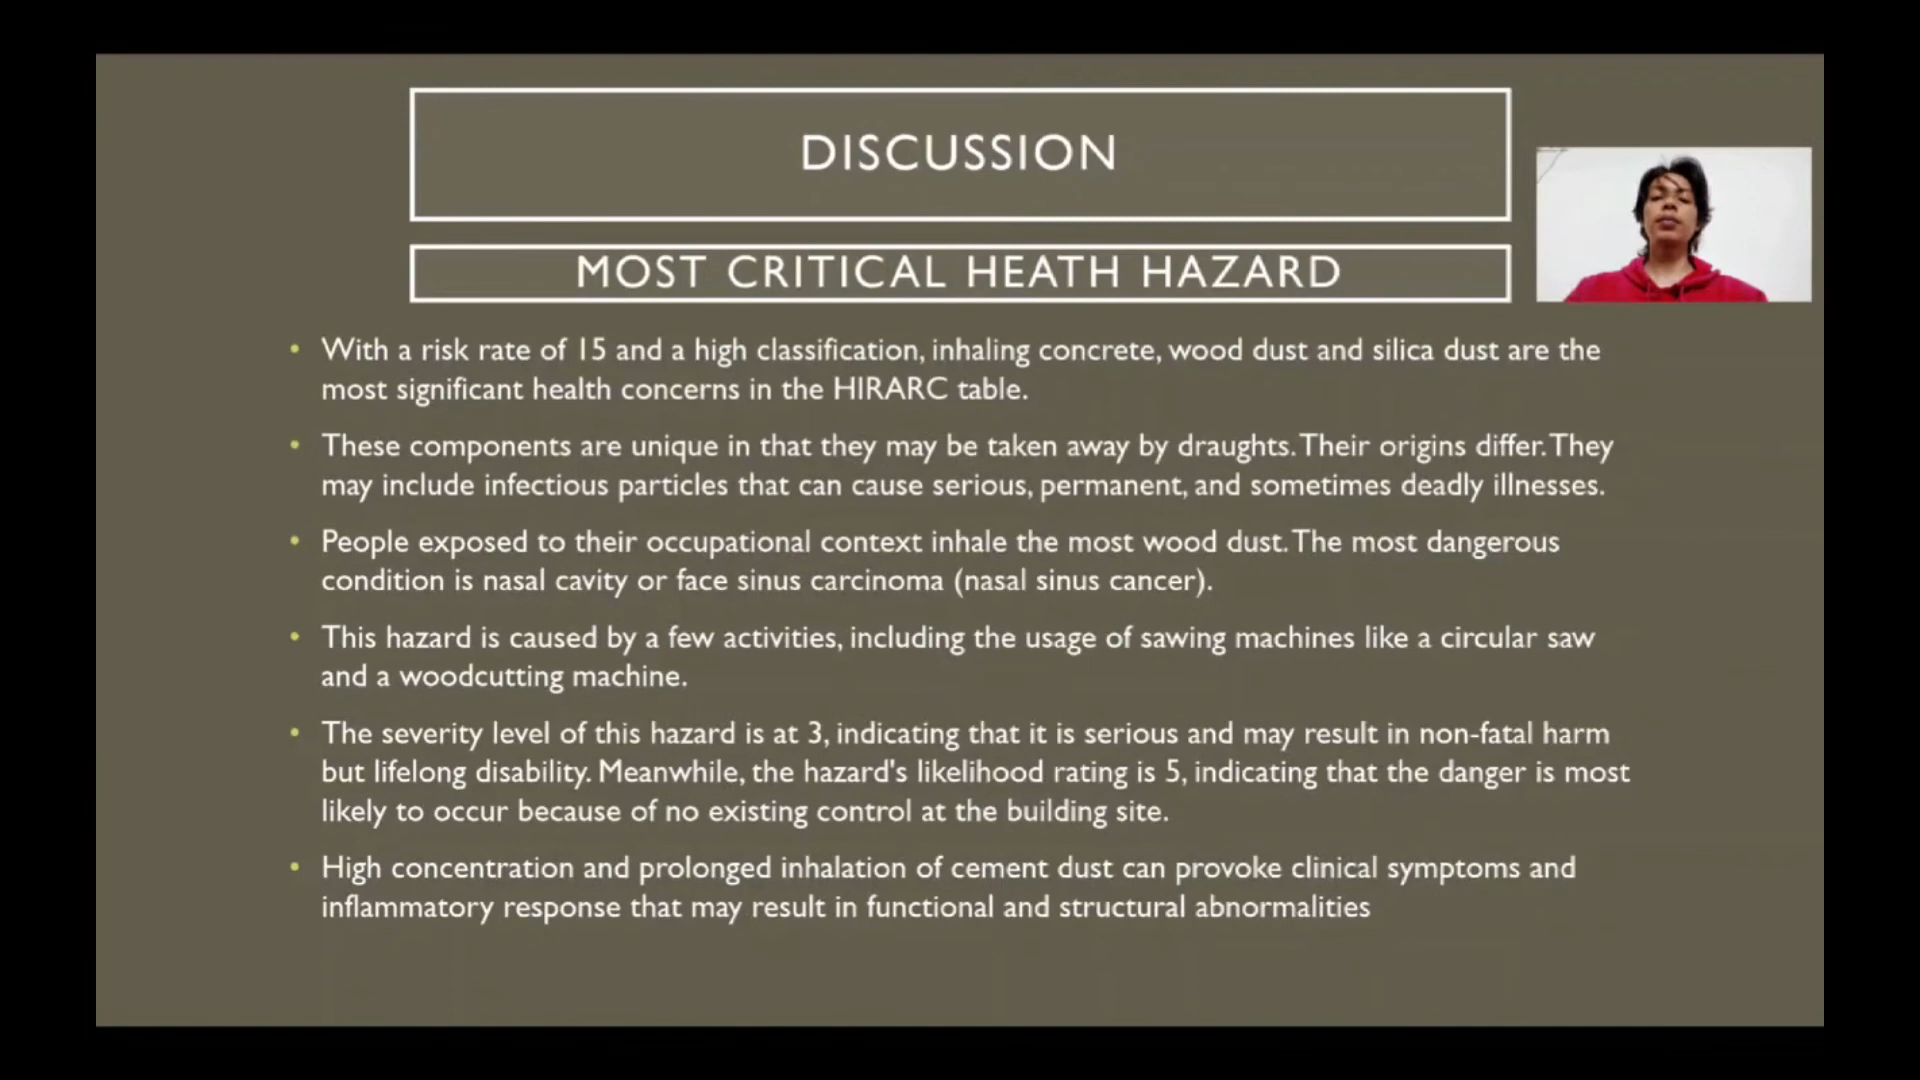 DISCUSSION
MOST CRITICAL HEATH HAZARD
• With a risk rate of 15 and a high classification, inhaling concrete, wood dust and silica dust are the
most significant health concerns in the HIRARC table.
• These components are unique in that they may be taken away by draughts. Their origins differ. They
may include infectious particles that can cause serious, permanent, and sometimes deadly illnesses.
• People exposed to their occupational context inhale the most wood dust. The most dangerous
condition is nasal cavity or face sinus carcinoma (nasal sinus cancer).
• This hazard is caused by a few activities, including the usage of sawing machines like a circular saw
and a woodcutting machine.
• The severity level of this hazard is at 3, indicating that it is serious and may result in non-fatal harm
but lifelong disability. Meanwhile, the hazard's likelihood rating is 5, indicating that the danger is most
likely to occur because of no existing control at the building site.
• High concentration and prolonged inhalation of cement dust can provoke clinical symptoms and
inflammatory response that may result in functional and structural abnormalities